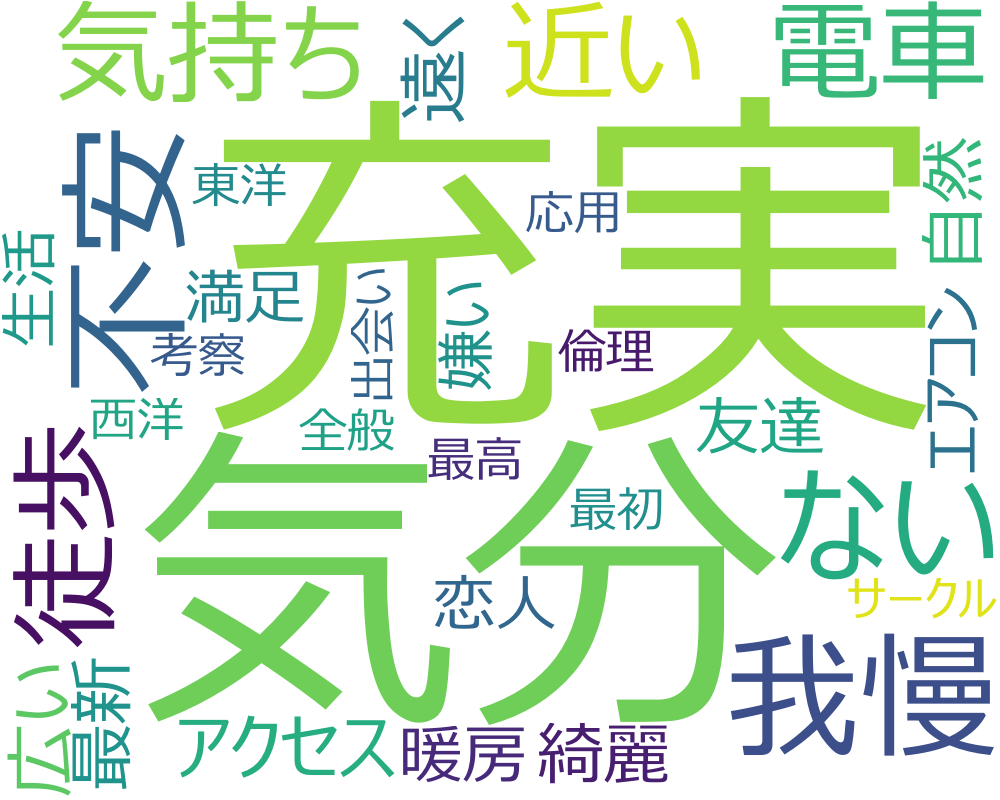 気持ち
遠く
近い
電車
充実
不安
東洋
応用
自然
生活
満足
出会い
嫌い
考察
倫理
エアコン
西洋
全般
友達
徒歩
気分
最高
最初
ない
恋人
サークル
我慢
広い
最新
アクセス
暖房
綺麗